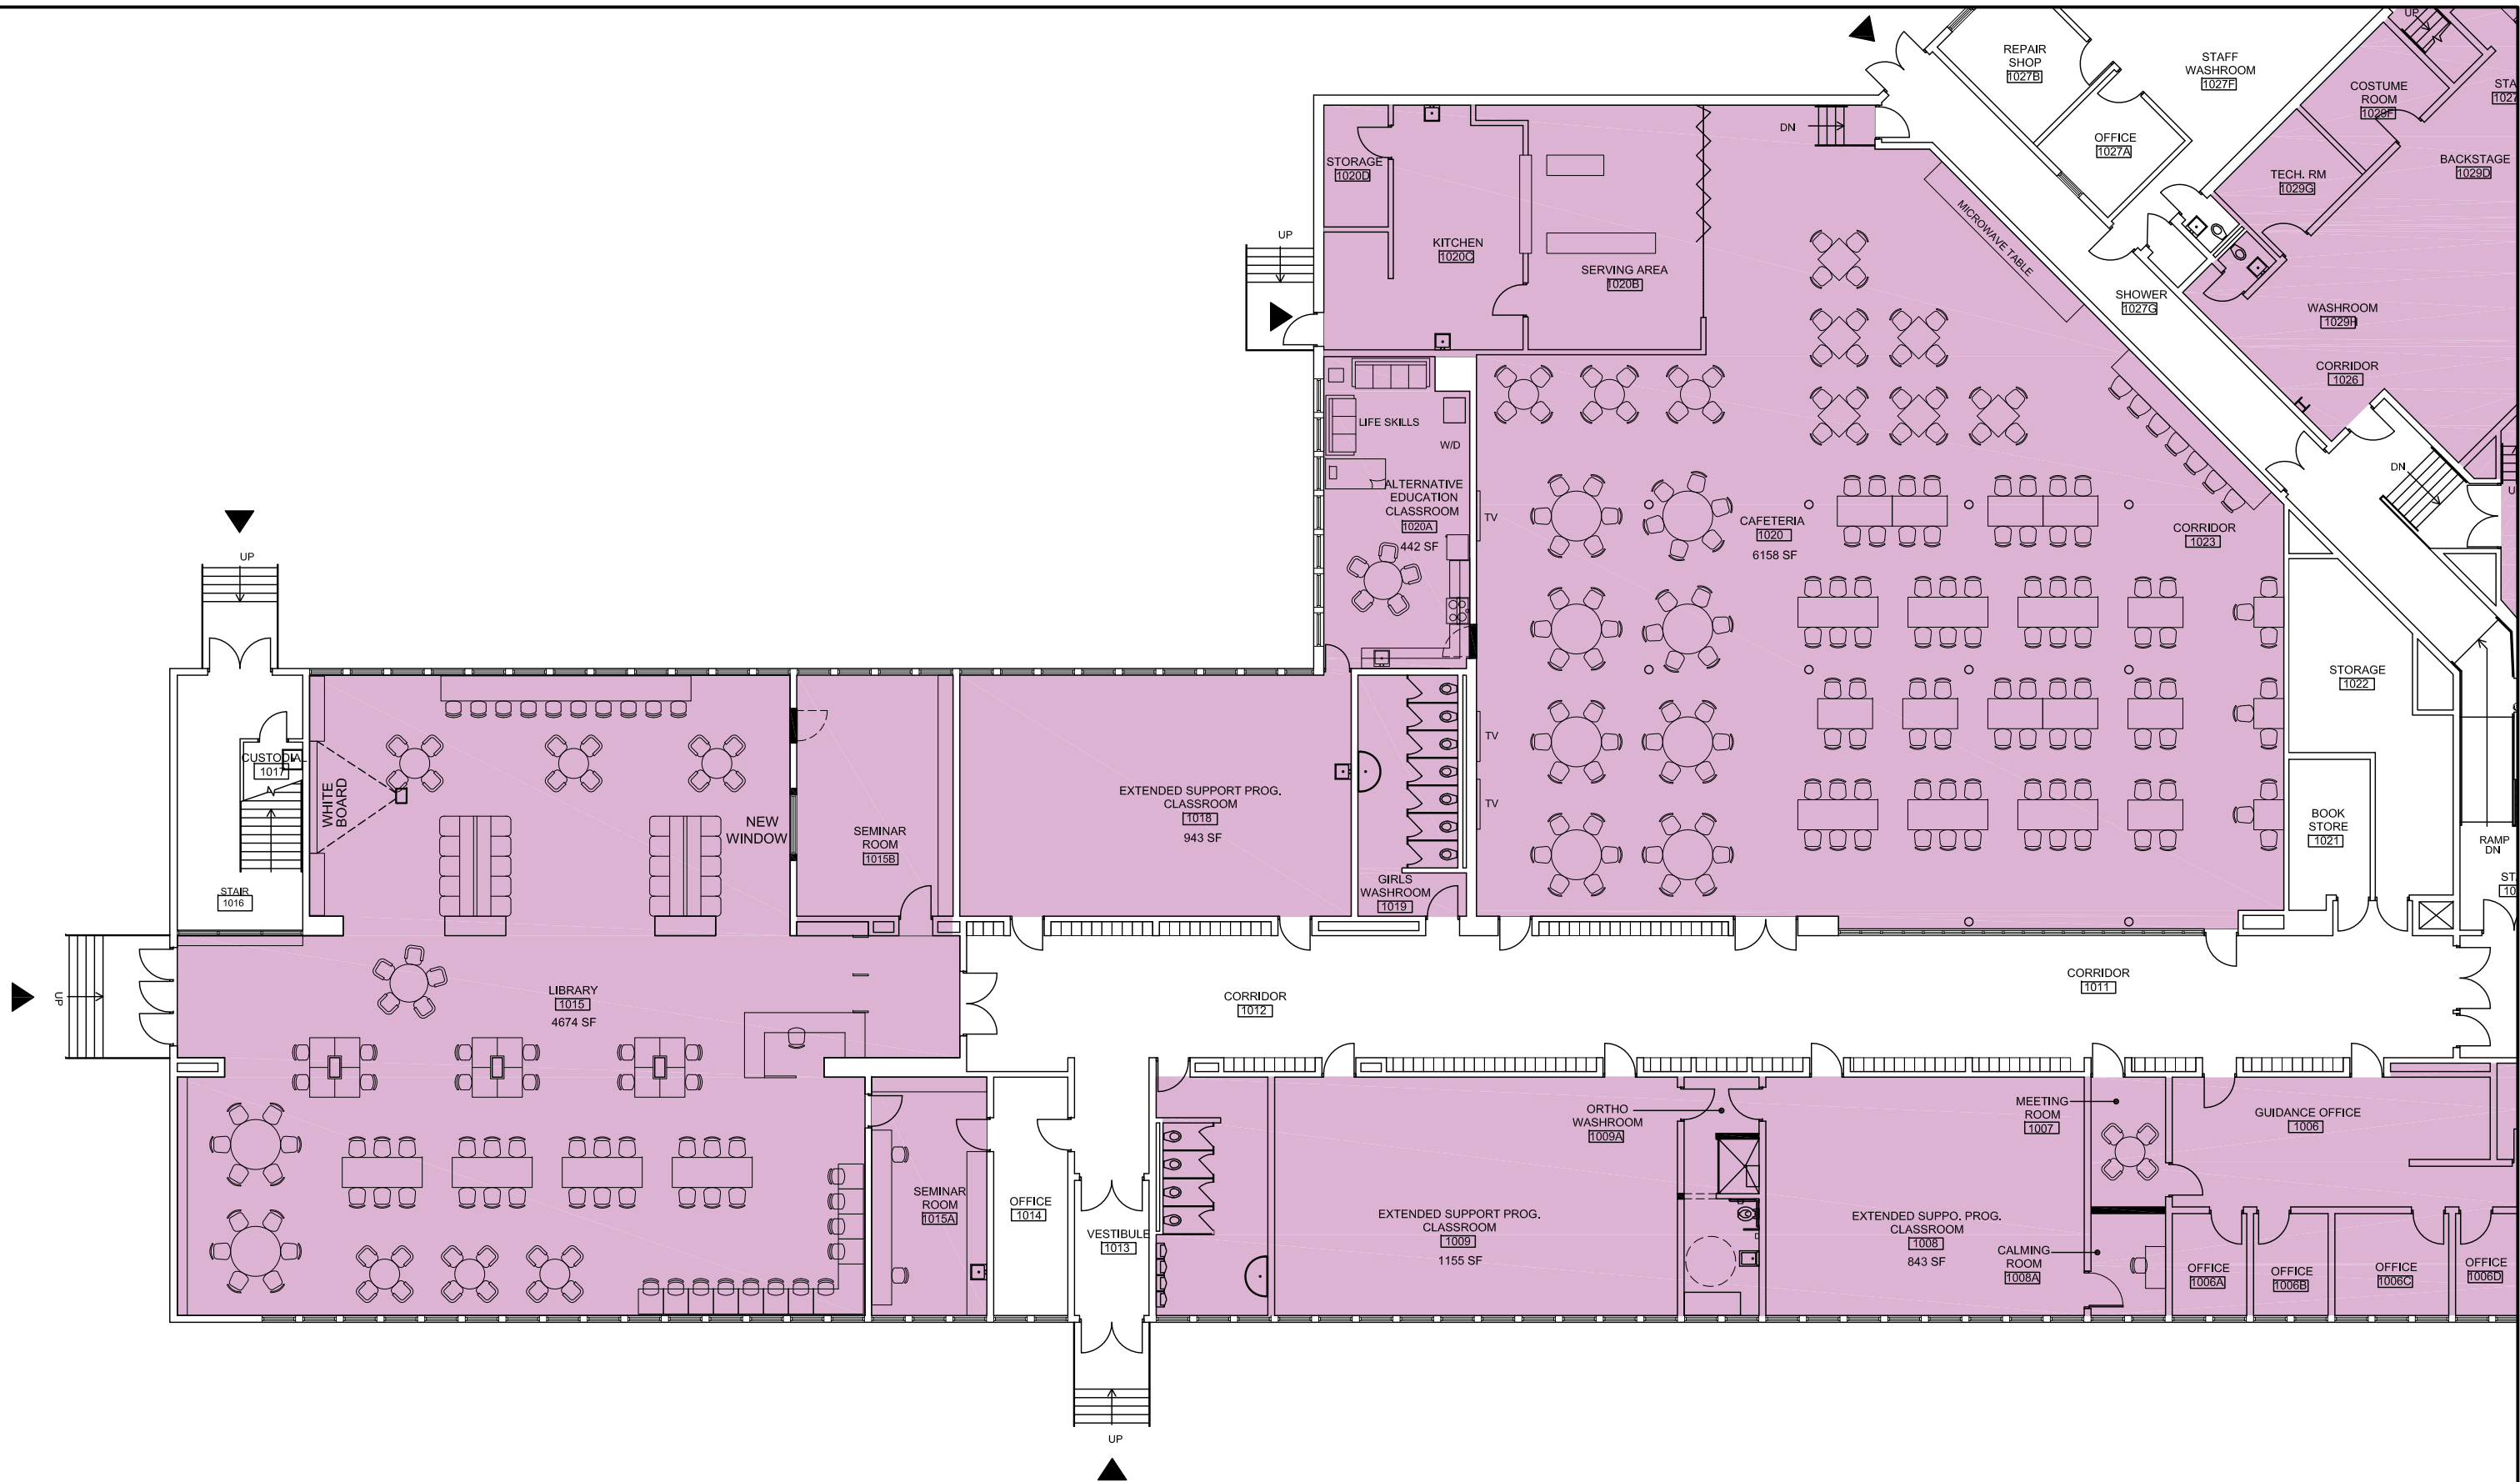 UP
REPAIR
SHOP
1027B
STAFF
WASHROOM
1027F
COSTUME
ROOM
1029F
OFFICE
1027A
DN
BACKSTAGE
1029D
TECH. RM
1029G
STORAGE
1020D
MICROWAVE TABLE
UP
KITCHEN
1020C
SERVING AREA
1020B
SHOWER
1027G
WASHROOM
1029H
CORRIDOR
1026
LIFE SKILLS
W/D
DN
ALTERNATIVE
EDUCATION
CLASSROOM
1020A
442 SF
TV
CAFETERIA
1020
6158 SF
CORRIDOR
1023
UP
STORAGE
1022
CUSTODIAL
1017
WHITE
BOARD
TV
EXTENDED SUPPORT PROG.
CLASSROOM
1018
943 SF
TV
NEW
WINDOW
SEMINAR
ROOM
1015B
BOOK
STORE
1021
RAMP
DN
STAIR
1016
GIRLS
WASHROOM
1019
UP
LIBRARY
1015
4674 SF
CORRIDOR
1012
CORRIDOR
1011
ORTHO
WASHROOM
1009A
MEETING
ROOM
1007
GUIDANCE OFFICE
1006
SEMINAR
ROOM
1015A
OFFICE
1014
VESTIBULE
1013
EXTENDED SUPPORT PROG.
CLASSROOM
1009
1155 SF
EXTENDED SUPPO. PROG.
CLASSROOM
1008
843 SF
CALMING
ROOM
1008A
OFFICE
1006A
OFFICE
1006B
OFFICE
1006C
OFFICE
1006D
UP